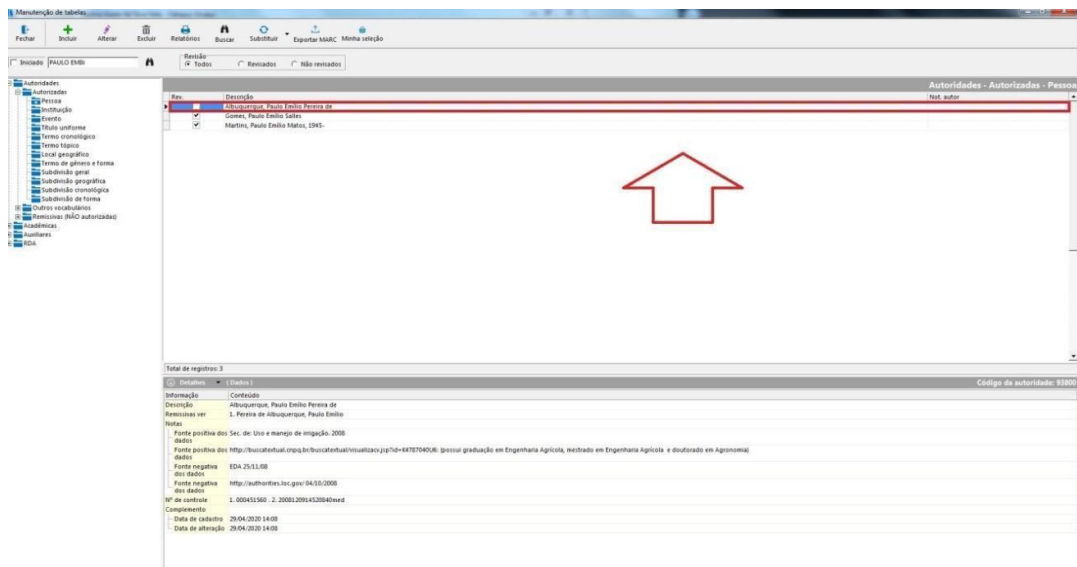 Manutenção de tabelas
Fechar Incluir Alterar Excluir Relatórios Buscar Substituir Exportar MARC Minha seleção
Iniciado PAULO EMBI
Revisão
Todos Revisados Não revisados
Autoridades
Autorizadas
Pessoa
Instituição
Evento
Título uniforme
Termo cronológico
Termo tópico
Local geográfico
Termo de gênero e forma
Subdivisão geral
Subdivisão geográfica
Subdivisão cronológica
Subdivisão de forma
Outros vocabulários
Remissivas (NÃO autorizadas)
Acadêmicas
Auxiliares
RDA
Autoridades - Autorizadas - Pessoa
Rev. Descrição Not. autor
Albuquerque, Paulo Emílio Pereira de
Gomes, Paulo Emílio Salles
Martins, Paulo Emílio Matos, 1945-
Total de registros: 3
Detalhes (Dados) Código da autoridade: 93800
Informação Conteúdo
Descrição Albuquerque, Paulo Emílio Pereira de
Remissivas ver 1. Pereira de Albuquerque, Paulo Emílio
Notas
Fonte positiva dos dados Sec. de: Uso e manejo de irrigação. 2008
Fonte positiva dos dados (possui graduação em Engenharia Agrícola, mestrado em Engenharia Agrícola e doutorado em Agronomia)
Fonte negativa dos dados EDA 25/11/08
Fonte negativa dos dados http://authorities.loc.gov/ 04/10/2008
Nº de controle 1. 000451560 . 2. 2008120914520840med
Complemento
Data de cadastro 29/04/2020 14:08
Data de alteração 29/04/2020 14:08